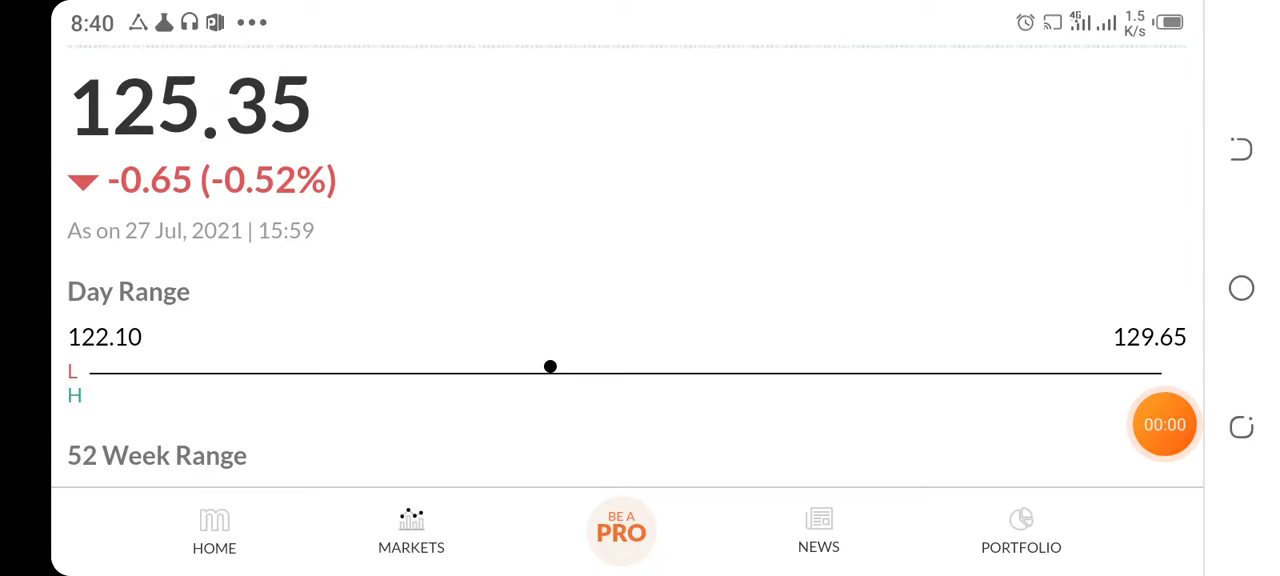 8:40 4G 1.5 K/s
125.35
-0.65 (-0.52%)
As on 27 Jul, 2021 | 15:59
Day Range
122.10 129.65
L
H
00:00
52 Week Range
HOME MARKETS BE A PRO NEWS PORTFOLIO